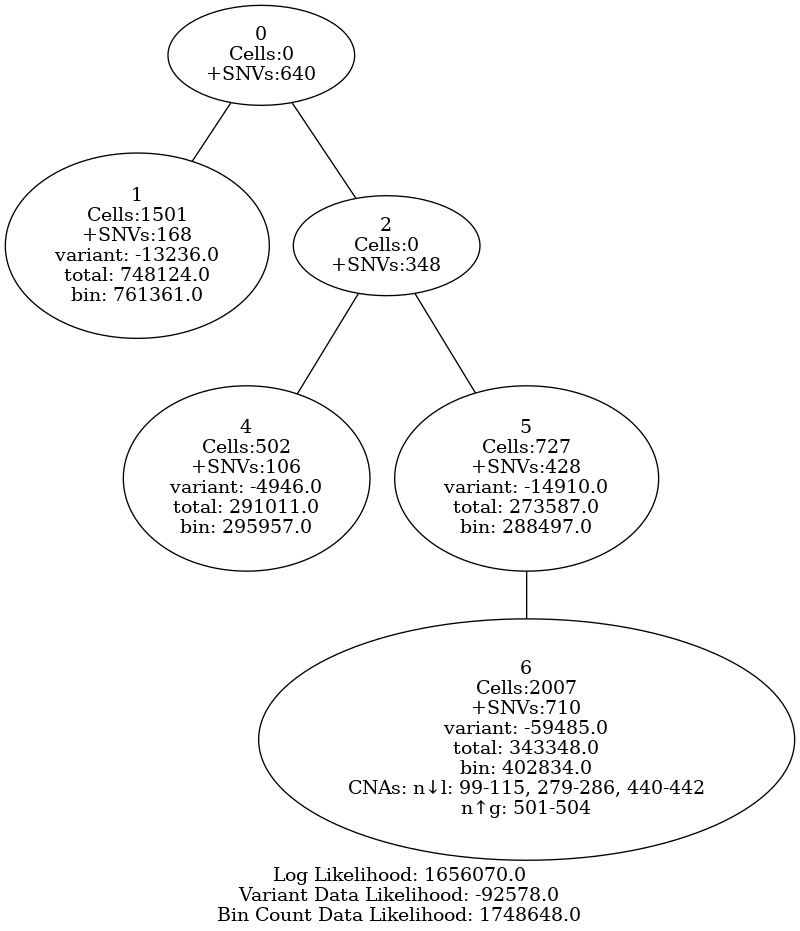 0
Cells:0
+SNVs:640
1
Cells:1501
+SNVs:168
variant: -13236.0
total: 748124.0
bin: 761361.0
2
Cells:0
+SNVs:348
4
Cells:502
+SNVs:106
variant: -4946.0
total: 291011.0
bin: 295957.0
5
Cells:727
+SNVs:428
variant: -14910.0
total: 273587.0
bin: 288497.0
6
Cells:2007
+SNVs:710
variant: -59485.0
total: 343348.0
bin: 402834.0
CNAs: n↓l: 99-115, 279-286, 440-442
n↑g: 501-504
Log Likelihood: 1656070.0
Variant Data Likelihood: -92578.0
Bin Count Data Likelihood: 1748648.0